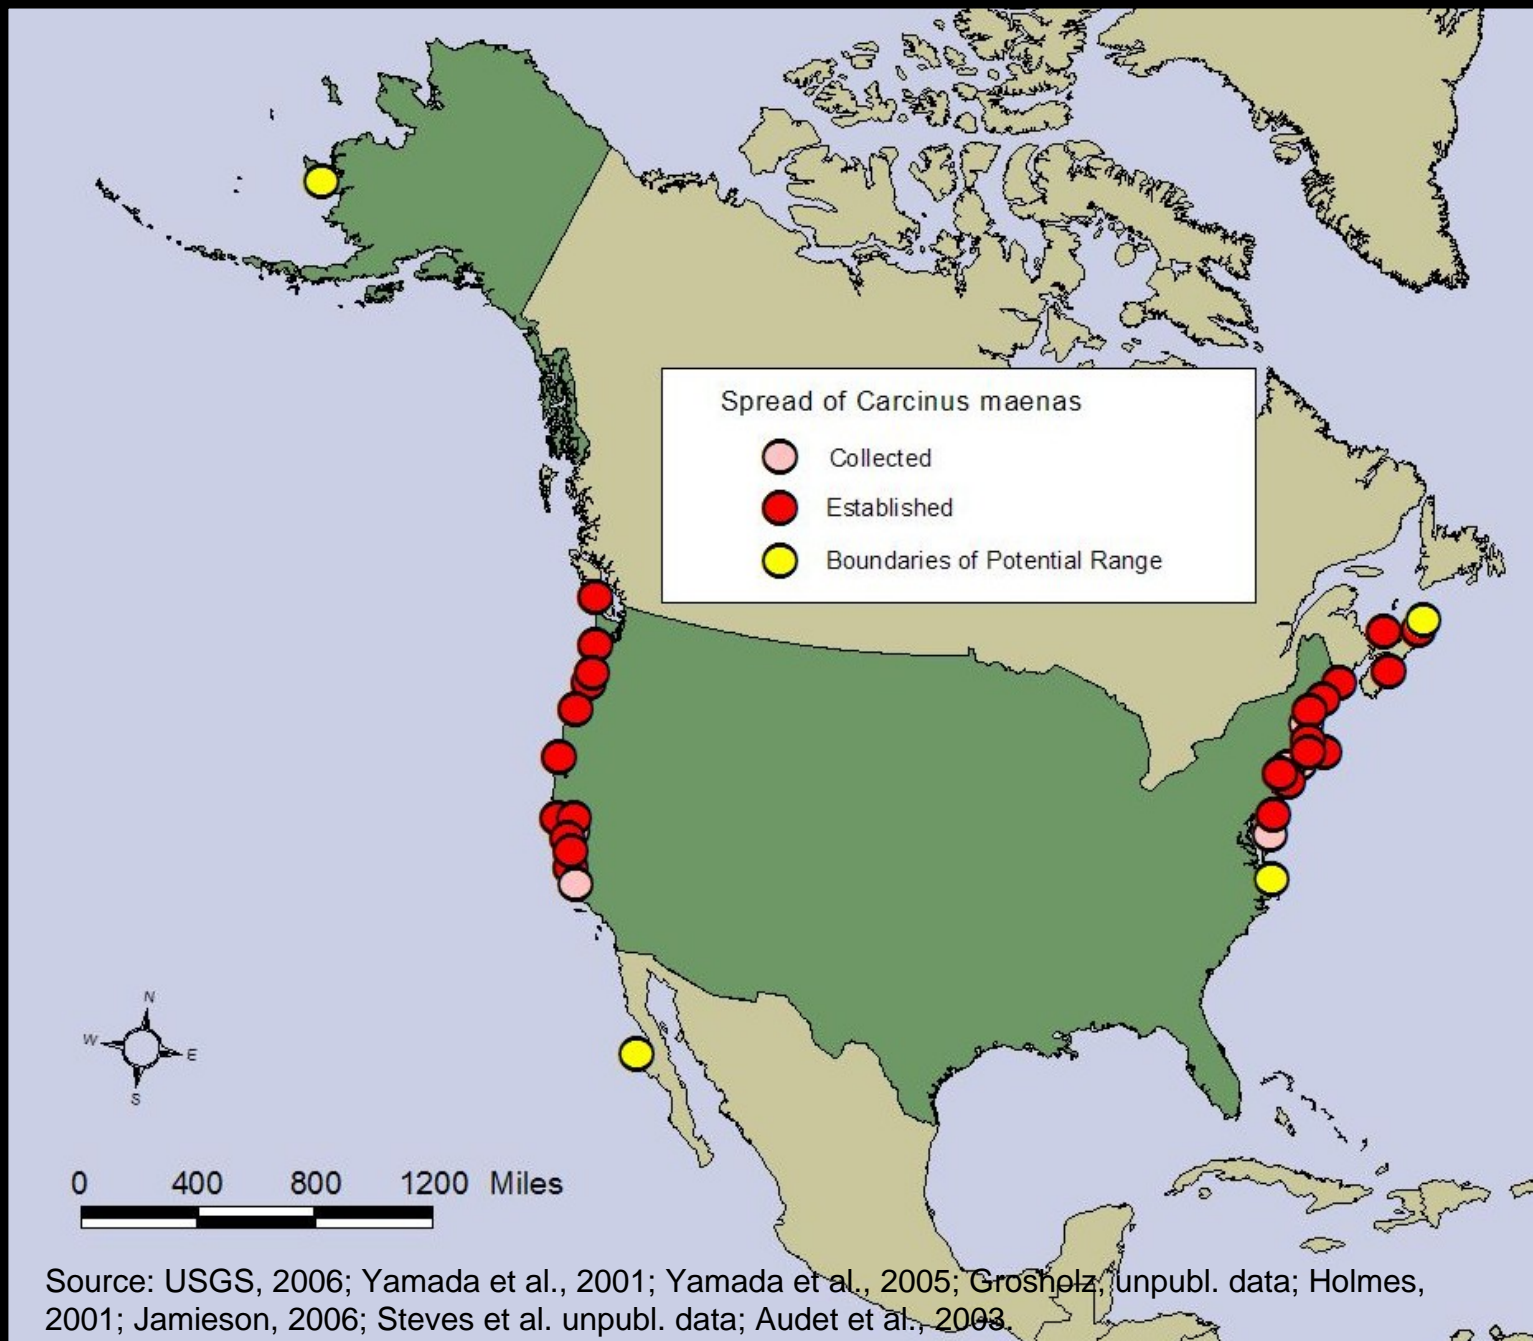 Spread of Carcinus maenas
Collected
Established
Boundaries of Potential Range
N
W E
S
0 400 800 1200 Miles
Source: USGS, 2006; Yamada et al., 2001; Yamada et al., 2005; Grosholz, unpubl. data; Holmes,
2001; Jamieson, 2006; Steves et al. unpubl. data; Audet et al., 2003.